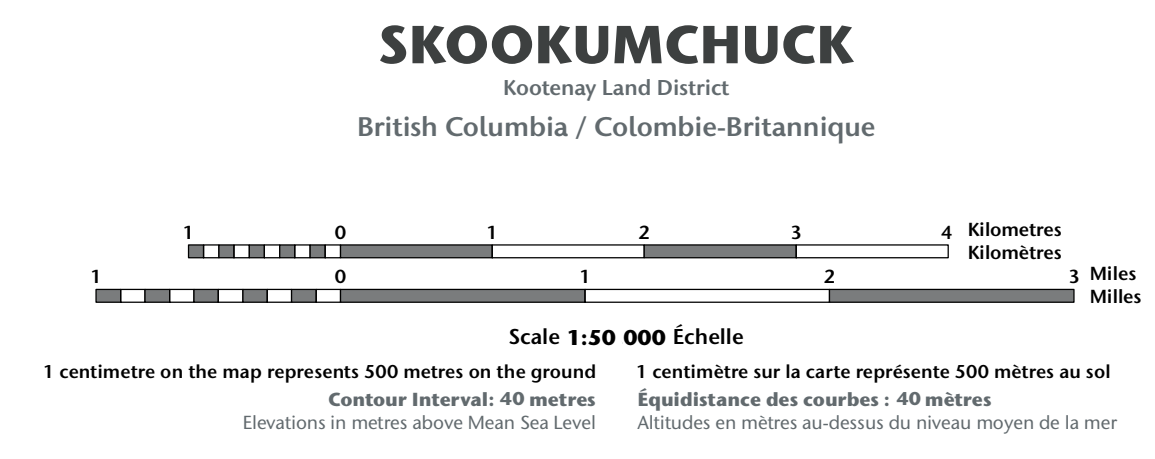 SKOOKUMCHUCK
Kootenay Land District
British Columbia / Colombie-Britannique
1 0 1 2 3 4 Kilometres
Kilomètres
1 0 1 2 3 Miles
Milles
Scale 1:50 000 Échelle
1 centimetre on the map represents 500 metres on the ground
Contour Interval: 40 metres
Elevations in metres above Mean Sea Level
1 centimètre sur la carte représente 500 mètres au sol
Équidistance des courbes : 40 mètres
Altitudes en mètres au-dessus du niveau moyen de la mer